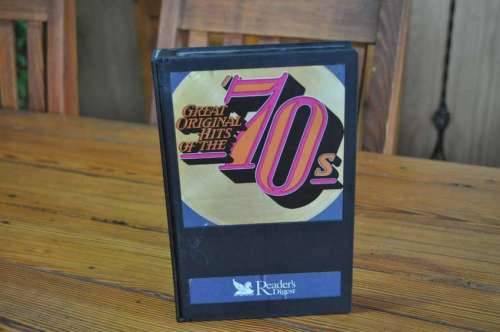 GREAT
ORIGINAL
HITS
OF THE
'70s
Reader's
Digest